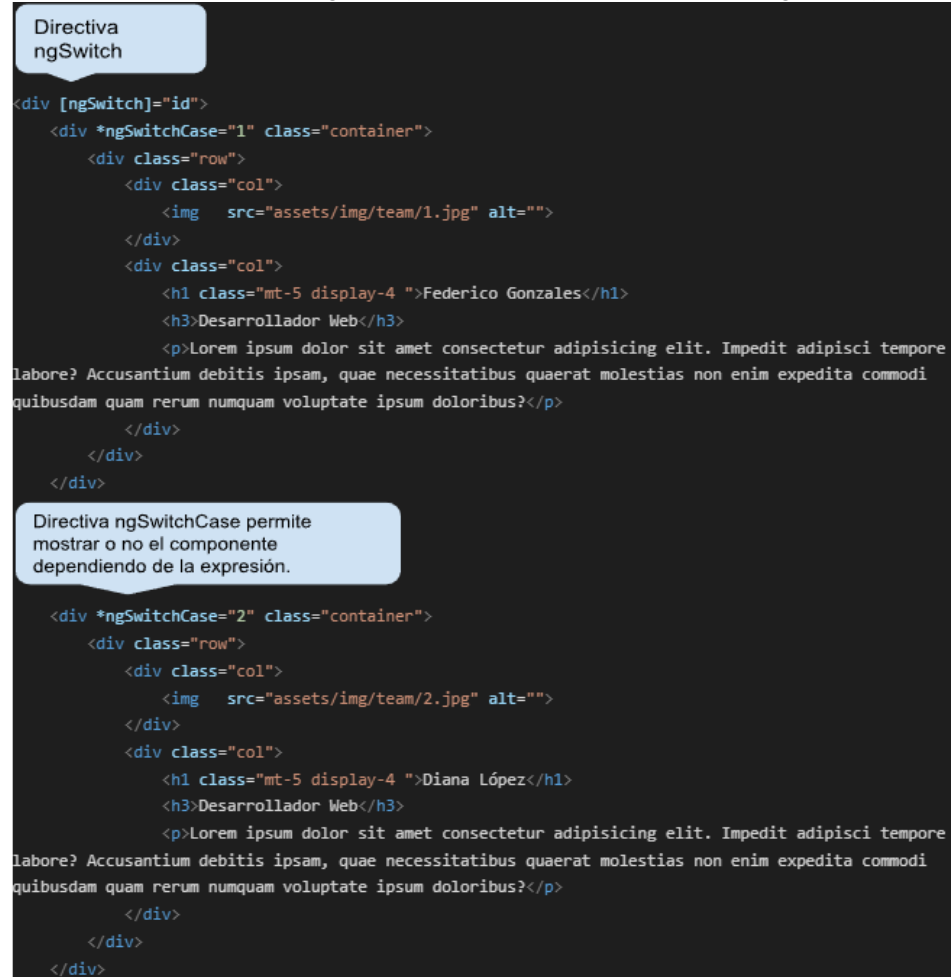 Directiva
ngSwitch
<div [ngSwitch]="id">
    <div *ngSwitchCase="1" class="container">
        <div class="row">
            <div class="col">
                <img   src="assets/img/team/1.jpg" alt="">
            </div>
            <div class="col">
                <h1 class="mt-5 display-4 ">Federico Gonzales</h1>
                <h3>Desarrollador Web</h3>
                <p>Lorem ipsum dolor sit amet consectetur adipisicing elit. Impedit adipisci tempore
labore? Accusantium debitis ipsam, quae necessitatibus quaerat molestias non enim expedita commodi
quibusdam quam rerum numquam voluptate ipsum doloribus?</p>
            </div>
        </div>
    </div>
Directiva ngSwitchCase permite
mostrar o no el componente
dependiendo de la expresión.
    <div *ngSwitchCase="2" class="container">
        <div class="row">
            <div class="col">
                <img   src="assets/img/team/2.jpg" alt="">
            </div>
            <div class="col">
                <h1 class="mt-5 display-4 ">Diana López</h1>
                <h3>Desarrollador Web</h3>
                <p>Lorem ipsum dolor sit amet consectetur adipisicing elit. Impedit adipisci tempore
labore? Accusantium debitis ipsam, quae necessitatibus quaerat molestias non enim expedita commodi
quibusdam quam rerum numquam voluptate ipsum doloribus?</p>
            </div>
        </div>
    </div>